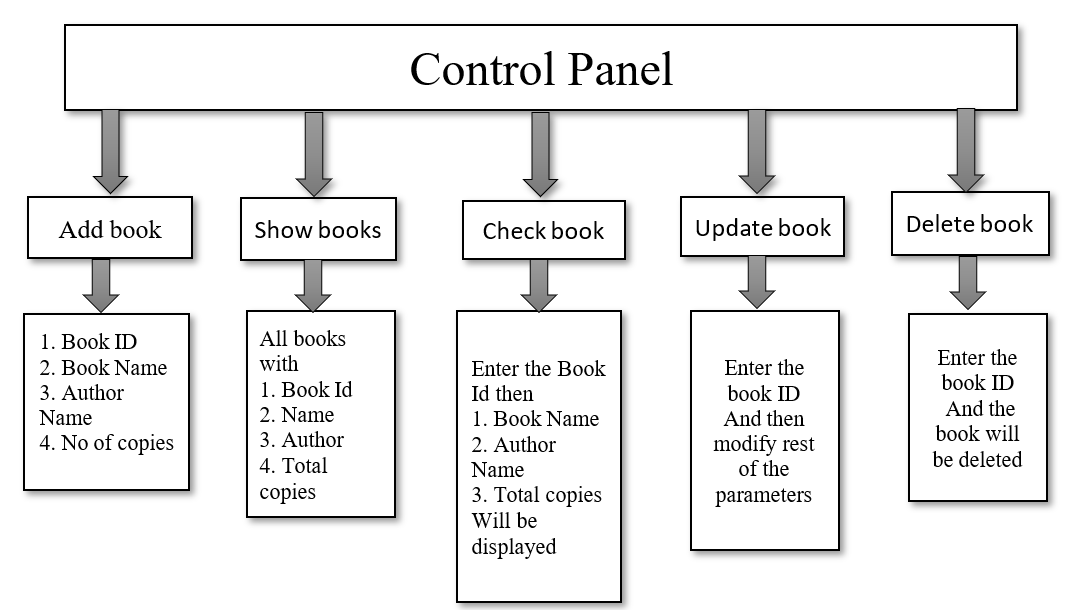 Control Panel
Add book
Show books
Check book
Update book
Delete book
1. Book ID
2. Book Name
3. Author
Name
4. No of copies
All books
with
1. Book Id
2. Name
3. Author
4. Total
copies
Enter the Book
Id then
1. Book Name
2. Author
Name
3. Total copies
Will be
displayed
Enter the
book ID
And then
modify rest
of the
parameters
Enter the
book ID
And the
book will
be deleted